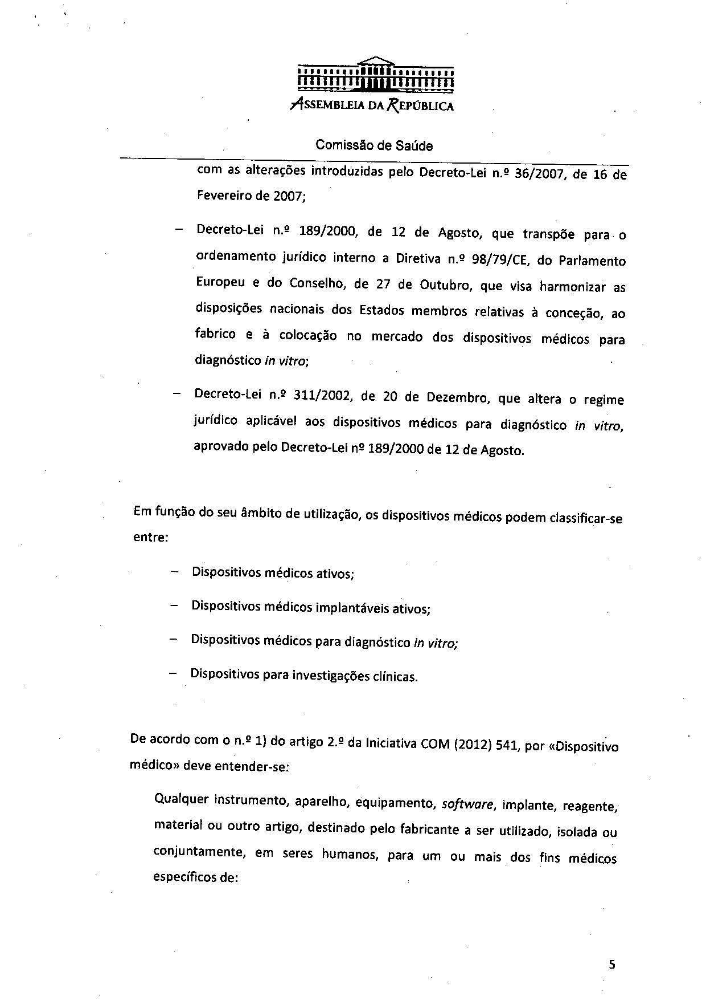 ASSEMBLEIA DA REPÚBLICA
Comissão de Saúde
com as alterações introduzidas pelo Decreto-Lei n.º 36/2007, de 16 de
Fevereiro de 2007;
– Decreto-Lei n.º 189/2000, de 12 de Agosto, que transpõe para o
ordenamento jurídico interno a Diretiva n.º 98/79/CE, do Parlamento
Europeu e do Conselho, de 27 de Outubro, que visa harmonizar as
disposições nacionais dos Estados membros relativas à conceção, ao
fabrico e à colocação no mercado dos dispositivos médicos para
diagnóstico in vitro;
– Decreto-Lei n.º 311/2002, de 20 de Dezembro, que altera o regime
jurídico aplicável aos dispositivos médicos para diagnóstico in vitro,
aprovado pelo Decreto-Lei nº 189/2000 de 12 de Agosto.
Em função do seu âmbito de utilização, os dispositivos médicos podem classificar-se
entre:
– Dispositivos médicos ativos;
– Dispositivos médicos implantáveis ativos;
– Dispositivos médicos para diagnóstico in vitro;
– Dispositivos para investigações clínicas.
De acordo com o n.º 1) do artigo 2.º da Iniciativa COM (2012) 541, por «Dispositivo
médico» deve entender-se:
Qualquer instrumento, aparelho, equipamento, software, implante, reagente,
material ou outro artigo, destinado pelo fabricante a ser utilizado, isolada ou
conjuntamente, em seres humanos, para um ou mais dos fins médicos
específicos de:
5